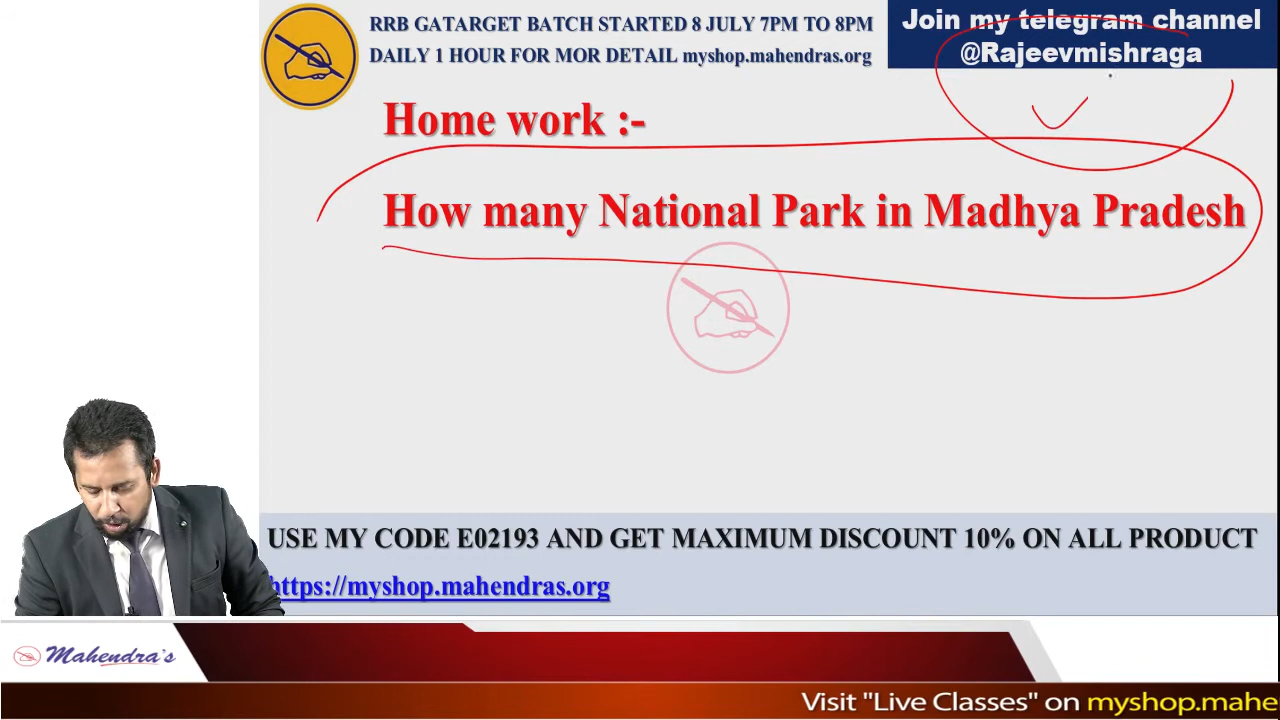 RRB GATARGET BATCH STARTED 8 JULY 7PM TO 8PM
DAILY 1 HOUR FOR MOR DETAIL myshop.mahendras.org
Join my telegram channel
@Rajeevmishraga
Home work :-
How many National Park in Madhya Pradesh
USE MY CODE E02193 AND GET MAXIMUM DISCOUNT 10% ON ALL PRODUCT
https://myshop.mahendras.org
Mahendra's
Visit "Live Classes" on myshop.mahe